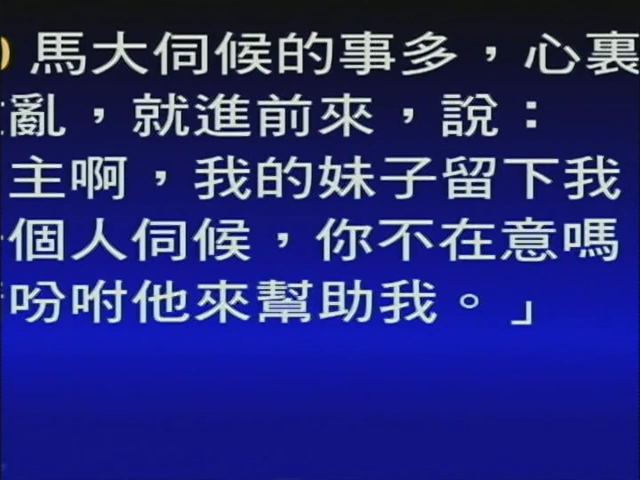 馬大伺候的事多，心裏
亂，就進前來，說：
主啊，我的妹子留下我
個人伺候，你不在意嗎
吩咐他來幫助我。」